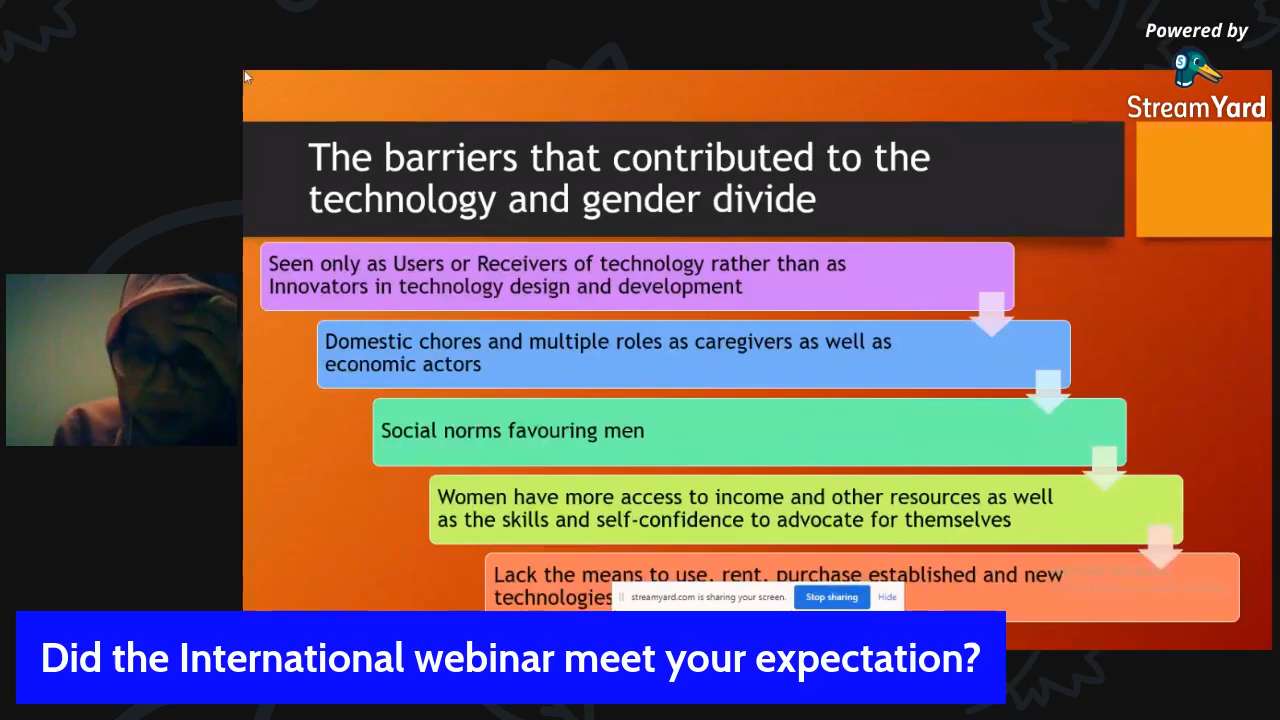 Powered by
StreamYard
The barriers that contributed to the
technology and gender divide
Seen only as Users or Receivers of technology rather than as
Innovators in technology design and development
Domestic chores and multiple roles as caregivers as well as
economic actors
Social norms favouring men
Women have more access to income and other resources as well
as the skills and self-confidence to advocate for themselves
Lack the means to use, rent, purchase established and new
technologies
streamyard.com is sharing your screen.
Stop sharing
Hide
Did the International webinar meet your expectation?